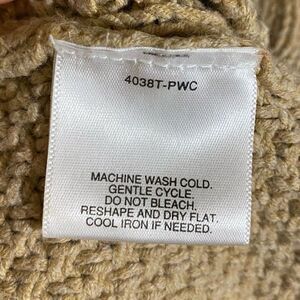 4038T-PWC
MACHINE WASH COLD.
GENTLE CYCLE.
DO NOT BLEACH.
RESHAPE AND DRY FLAT.
COOL IRON IF NEEDED.